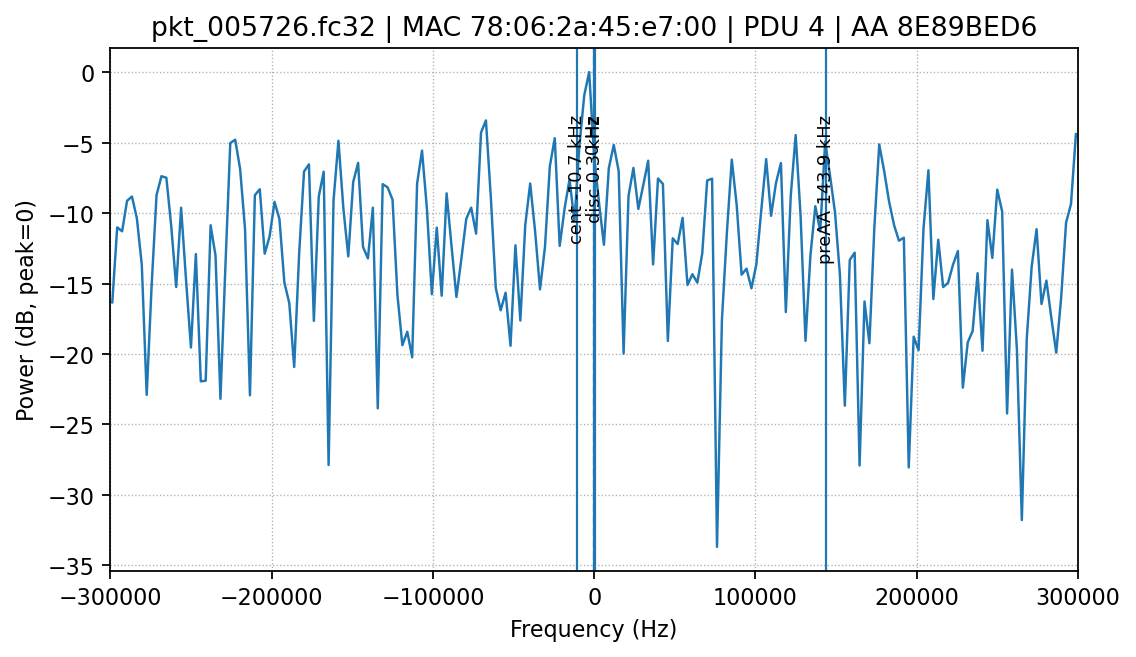 pkt_005726.fc32 | MAC 78:06:2a:45:e7:00 | PDU 4 | AA 8E89BED6
Power (dB, peak=0)
0
−5
−10
−15
−20
−25
−30
−35
cent -10.7 kHz
disc 0.30kHz
preAA 143.9 kHz
−300000
−200000
−100000
0
100000
200000
300000
Frequency (Hz)